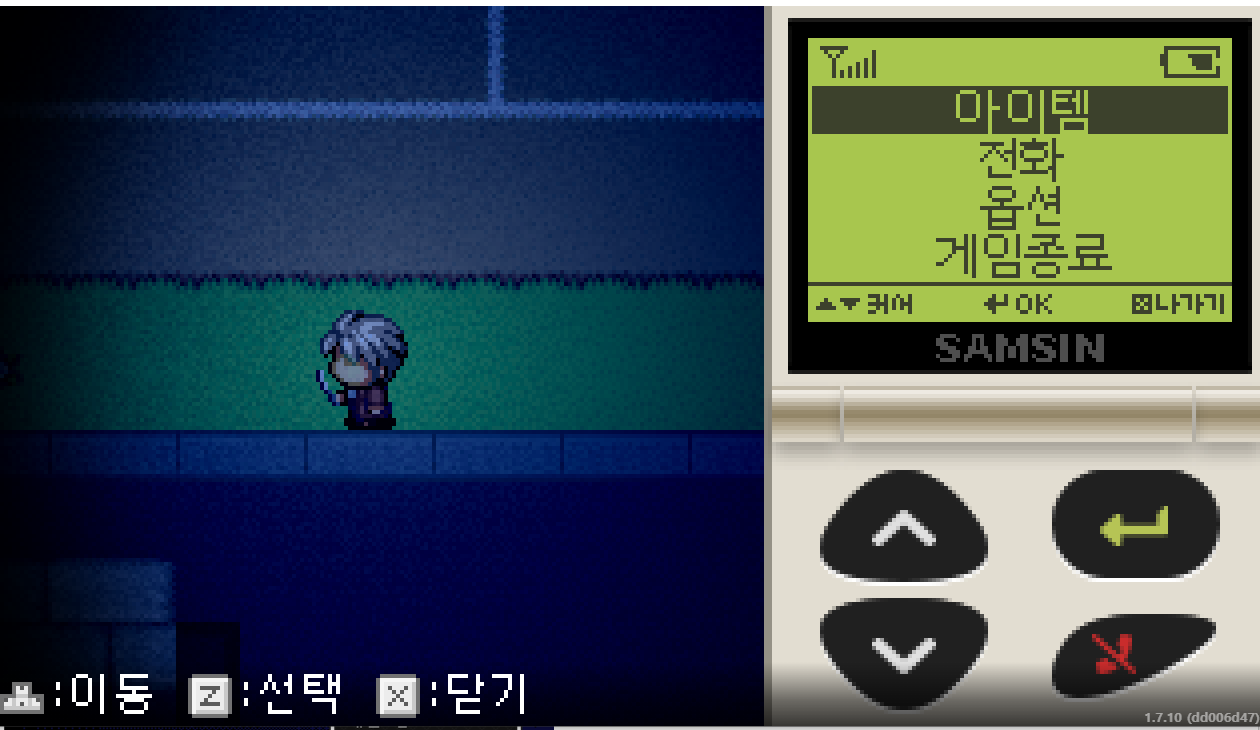 아이템
전화
옵션
게임종료
▲▼커서 ↵OK ☒나가기
SAMSIN
:이동 Z:선택 X:닫기
1.7.10 (dd006d47)